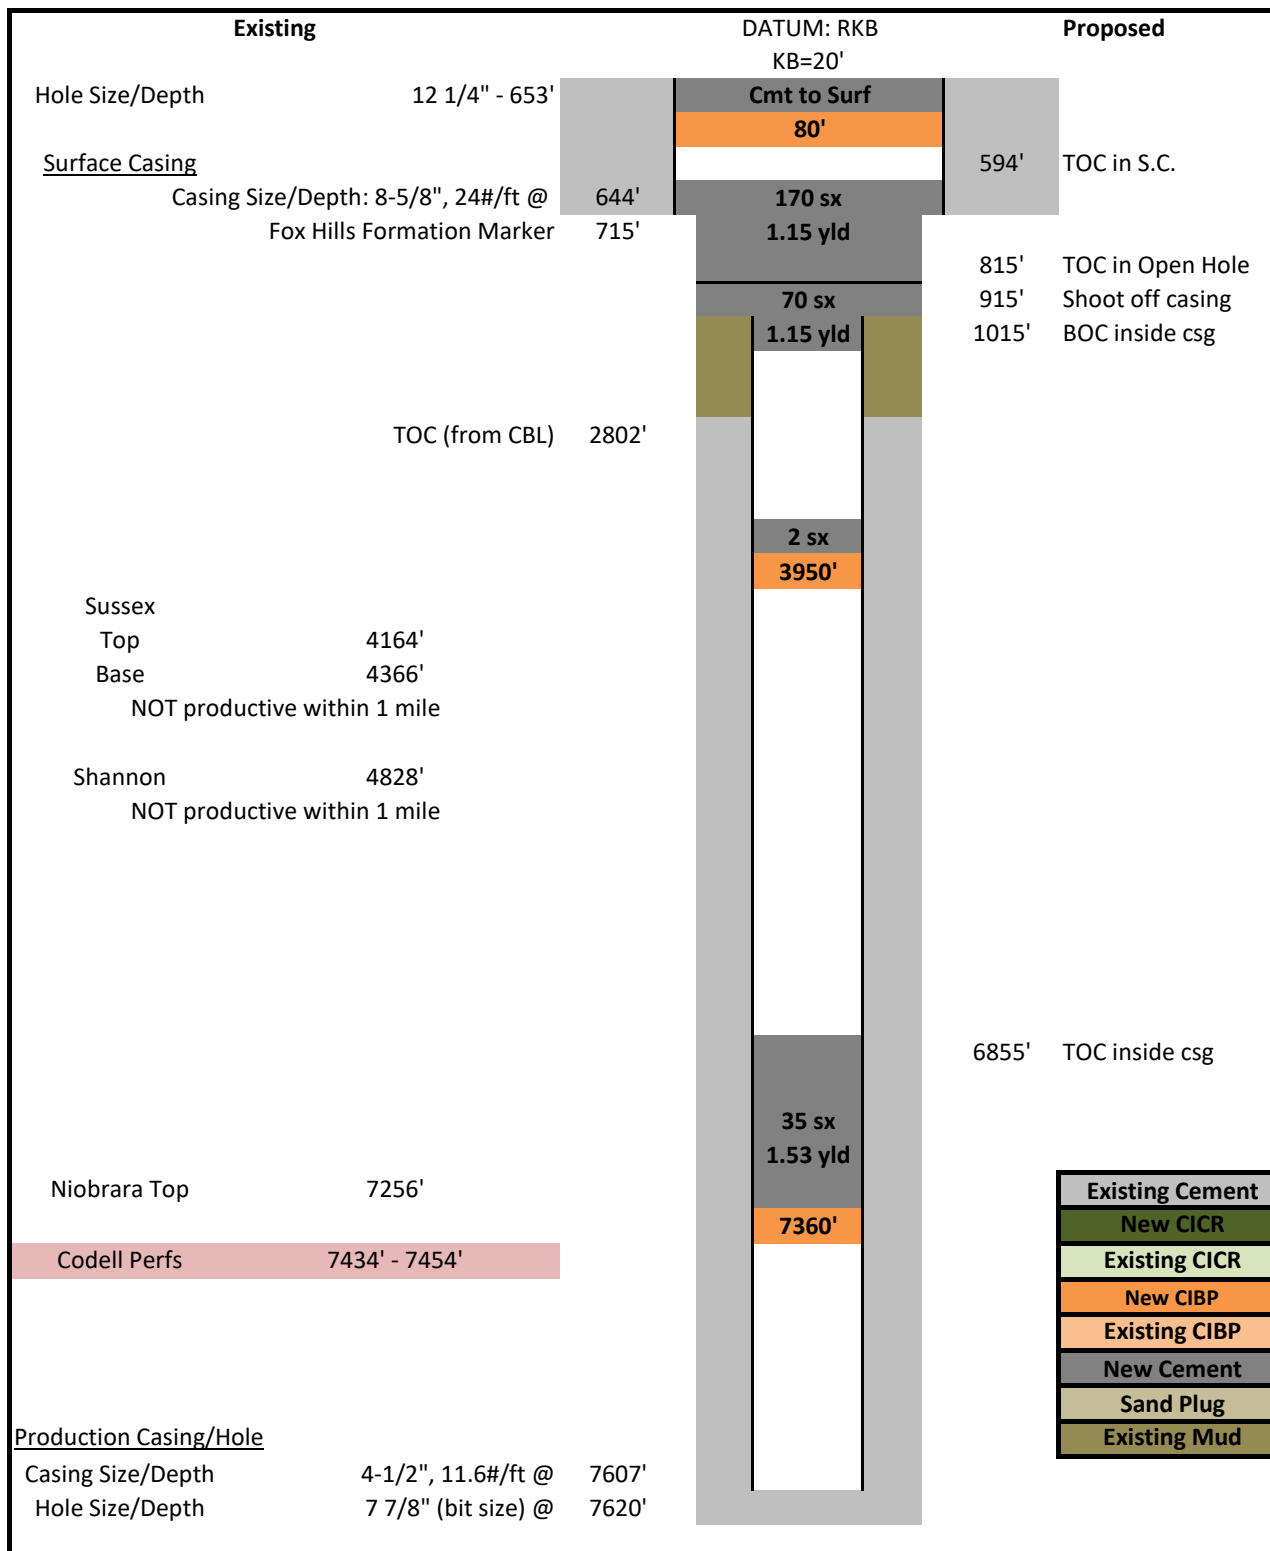 Existing DATUM: RKB Proposed
KB=20'
Hole Size/Depth 12 1/4" - 653' Cmt to Surf
80'
Surface Casing 594' TOC in S.C.
Casing Size/Depth: 8-5/8", 24#/ft @ 644' 170 sx
Fox Hills Formation Marker 715' 1.15 yld
815' TOC in Open Hole
70 sx 915' Shoot off casing
1.15 yld 1015' BOC inside csg
TOC (from CBL) 2802'
2 sx
3950'
Sussex
Top 4164'
Base 4366'
NOT productive within 1 mile
Shannon 4828'
NOT productive within 1 mile
6855' TOC inside csg
35 sx
1.53 yld
Niobrara Top 7256'
7360'
Codell Perfs 7434' - 7454'
Existing Cement
New CICR
Existing CICR
New CIBP
Existing CIBP
New Cement
Sand Plug
Existing Mud
Production Casing/Hole
Casing Size/Depth 4-1/2", 11.6#/ft @ 7607'
Hole Size/Depth 7 7/8" (bit size) @ 7620'